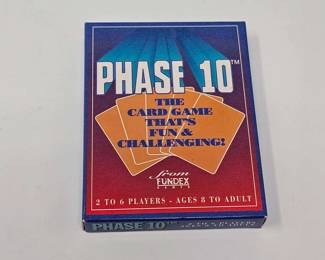 PHASE 10™
THE
CARD GAME
THAT'S
FUN &
CHALLENGING!
from
FUNDEX
GAMES
2 TO 6 PLAYERS - AGES 8 TO ADULT
PHASE 10™